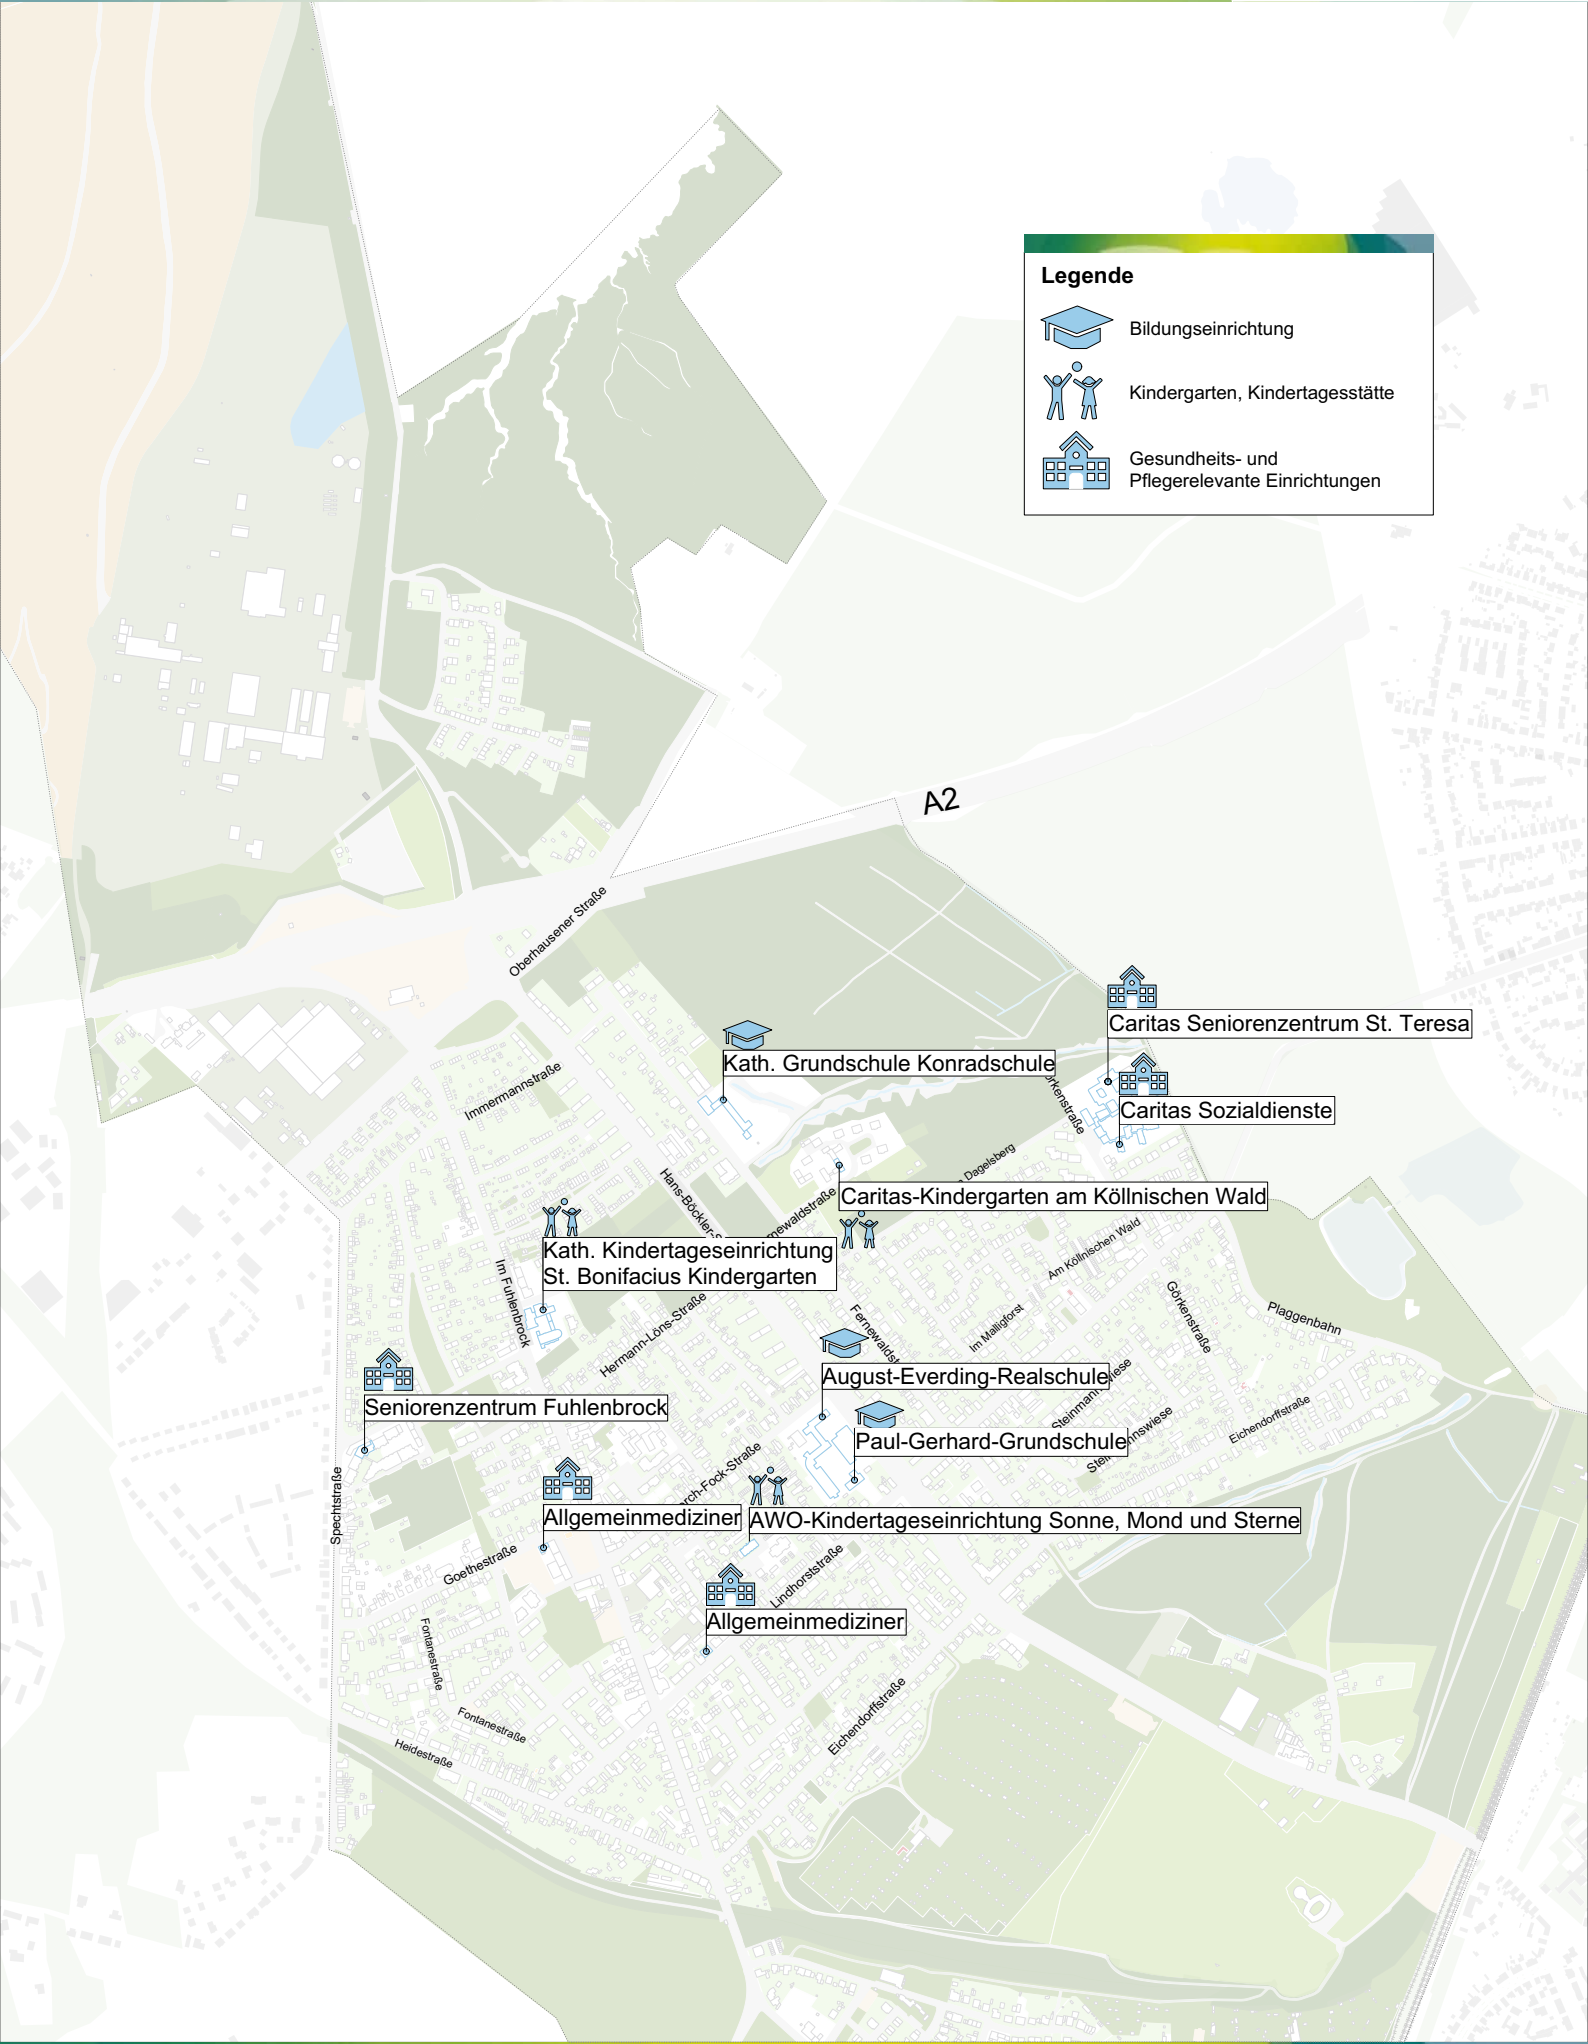 Legende
Bildungseinrichtung
Kindergarten, Kindertagesstätte
Gesundheits- und
Pflegerelevante Einrichtungen
A2
Oberhausener Straße
Caritas Seniorenzentrum St. Teresa
Kath. Grundschule Konradschule
Immermannstraße
Caritas Sozialdienste
Dagelsberg
Hans-Böckler-S
Caritas-Kindergarten am Köllnischen Wald
Kath. Kindertageseinrichtung
St. Bonifacius Kindergarten
Am Köllnischen Wald
Im Fuhlenbrock
Görkenstraße
Plaggenbahn
Hermann-Löns-Straße
Im Malligforst
August-Everding-Realschule
Seniorenzentrum Fuhlenbrock
Eichendorffstraße
Paul-Gerhard-Grundschule
Spechtstraße
Allgemeinmediziner
AWO-Kindertageseinrichtung Sonne, Mond und Sterne
Goethestraße
Lindhorststraße
Allgemeinmediziner
Fontanestraße
Fontanestraße
Eichendorffstraße
Heidestraße